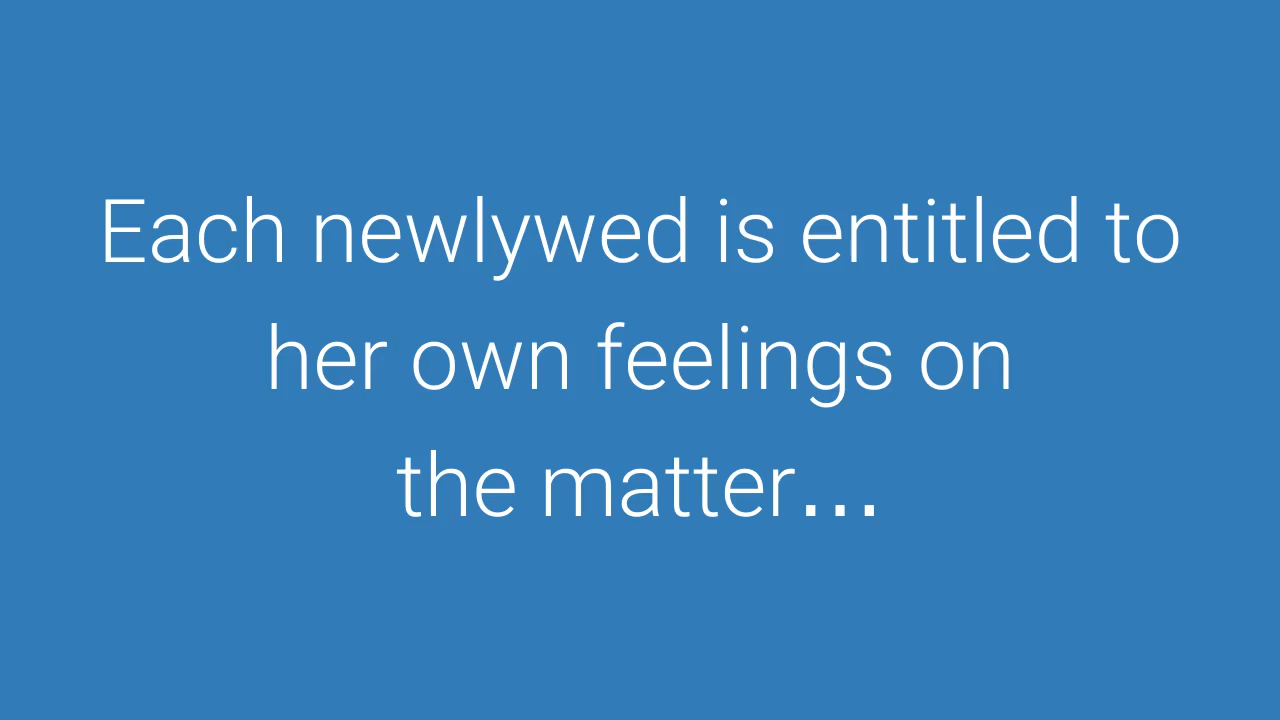 Each newlywed is entitled to
her own feelings on
the matter...